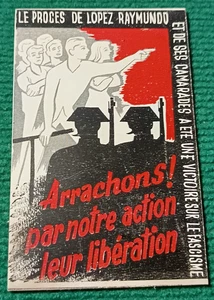 LE PROCES DE LOPEZ RAYMUNDO
ET DE SES CAMARADES A ETE UNE VICTOIRE SUR LE FASCISME
Arrachons!
par notre action
leur libération